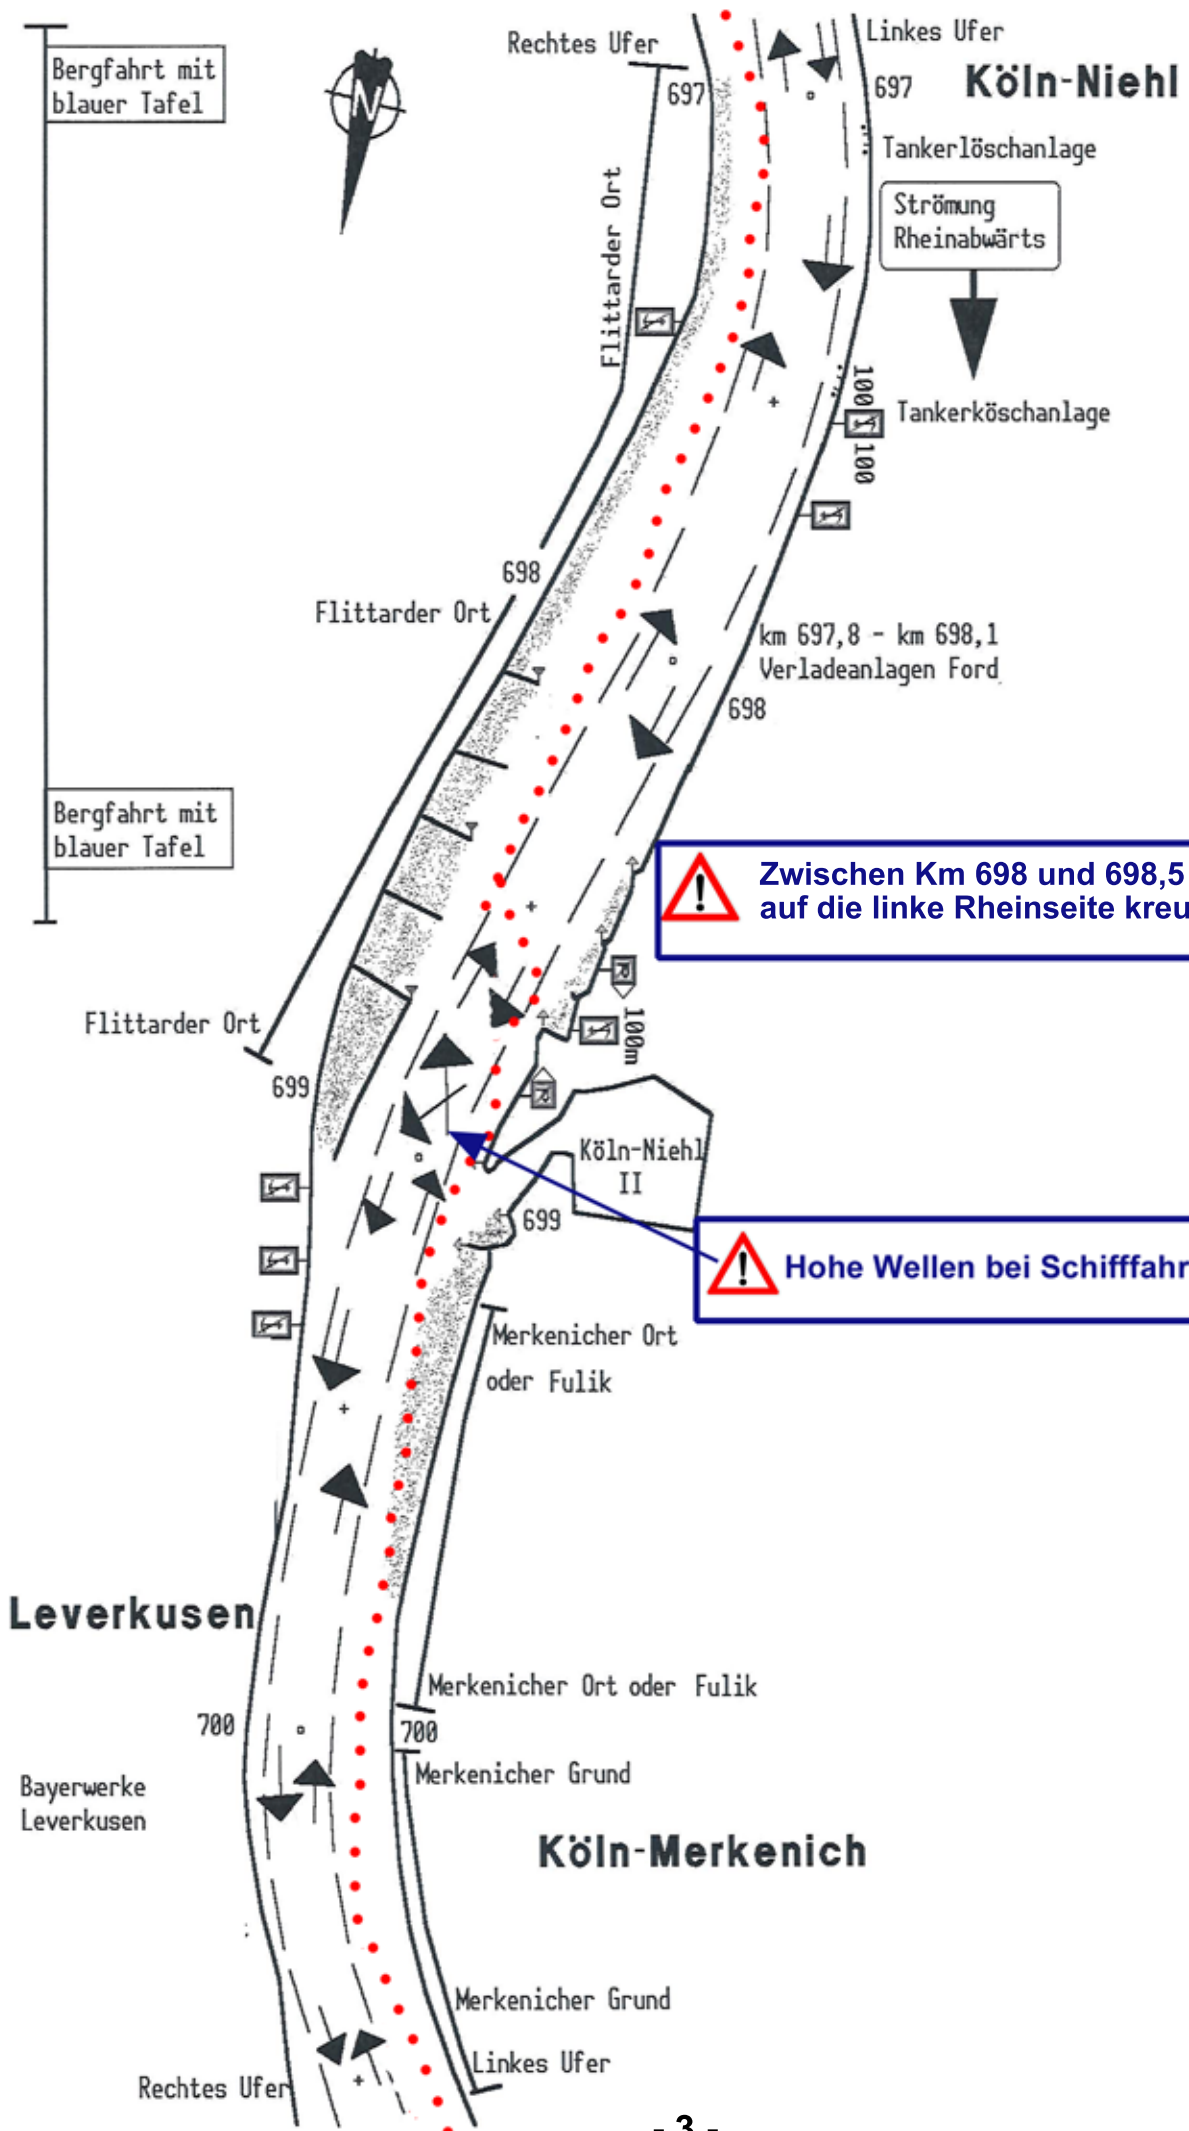 Rechtes Ufer
Linkes Ufer
Bergfahrt mit
blauer Tafel
N
697
697
Köln-Niehl
Tankerlöschanlage
Flittarder Ort
Strömung
Rheinabwärts
100
100
Tankerköschanlage
698
Flittarder Ort
km 697,8 - km 698,1
Verladeanlagen Ford
698
Bergfahrt mit
blauer Tafel
Zwischen Km 698 und 698,5
auf die linke Rheinseite kreu
R
100m
Flittarder Ort
699
R
Köln-Niehl
II
699
Hohe Wellen bei Schifffahr
Merkenicher Ort
oder Fulik
Leverkusen
Merkenicher Ort oder Fulik
700
700
Merkenicher Grund
Bayerwerke
Leverkusen
Köln-Merkenich
Merkenicher Grund
Linkes Ufer
Rechtes Ufer
- 3 -